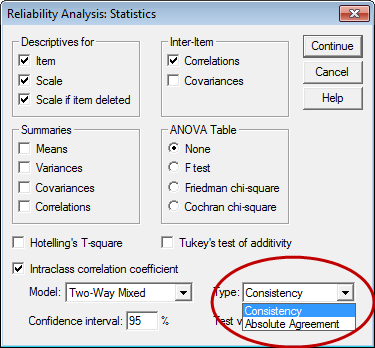 Reliability Analysis: Statistics
Descriptives for
Item
Scale
Scale if item deleted
Inter-Item
Correlations
Covariances
Continue
Cancel
Help
Summaries
Means
Variances
Covariances
Correlations
ANOVA Table
None
F test
Friedman chi-square
Cochran chi-square
Hotelling's T-square
Tukey's test of additivity
Intraclass correlation coefficient
Model: Two-Way Mixed
Type: Consistency
Consistency
Absolute Agreement
Confidence interval: 95 %
Test